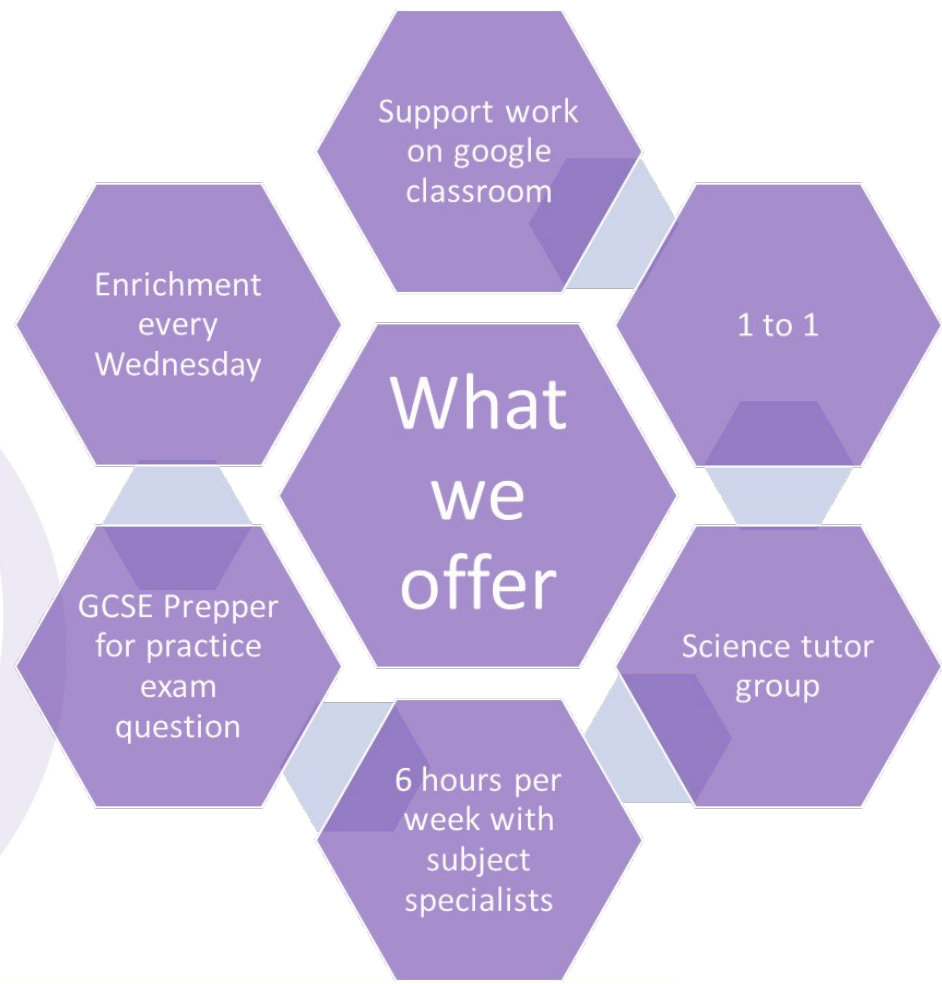 Support work
on google
classroom
1 to 1
Science tutor
group
6 hours per
week with
subject
specialists
GCSE Prepper
for practice
exam
question
Enrichment
every
Wednesday
What
we
offer